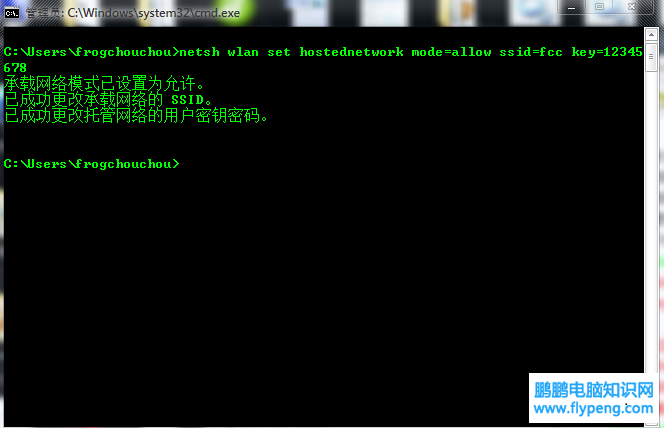 管理员: C:\Windows\system32\cmd.exe
C:\Users\frogchouchou>netsh wlan set hostednetwork mode=allow ssid=fcc key=12345
678
承载网络模式已设置为允许。
已成功更改承载网络的 SSID。
已成功更改托管网络的用户密钥密码。
C:\Users\frogchouchou>
鹏鹏电脑知识网
www.flypeng.com